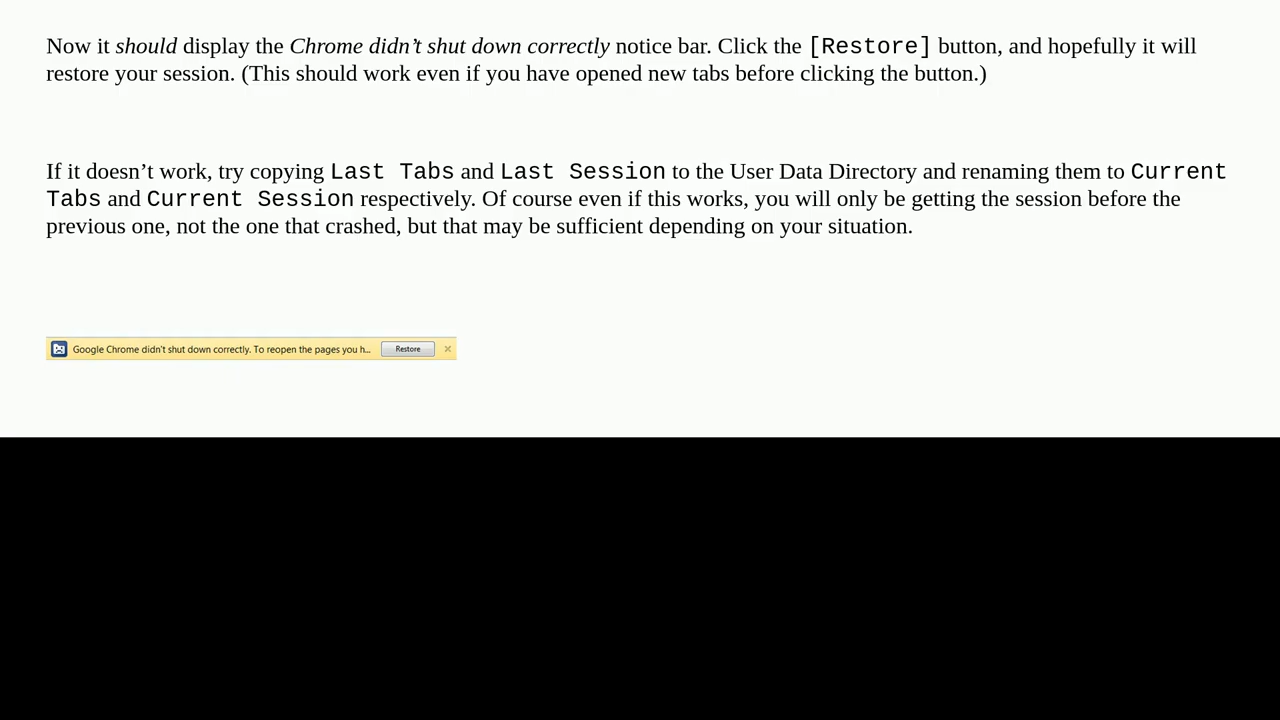 Now it should display the Chrome didn’t shut down correctly notice bar. Click the [Restore] button, and hopefully it will
restore your session. (This should work even if you have opened new tabs before clicking the button.)
If it doesn’t work, try copying Last Tabs and Last Session to the User Data Directory and renaming them to Current
Tabs and Current Session respectively. Of course even if this works, you will only be getting the session before the
previous one, not the one that crashed, but that may be sufficient depending on your situation.
Google Chrome didn't shut down correctly. To reopen the pages you h... Restore